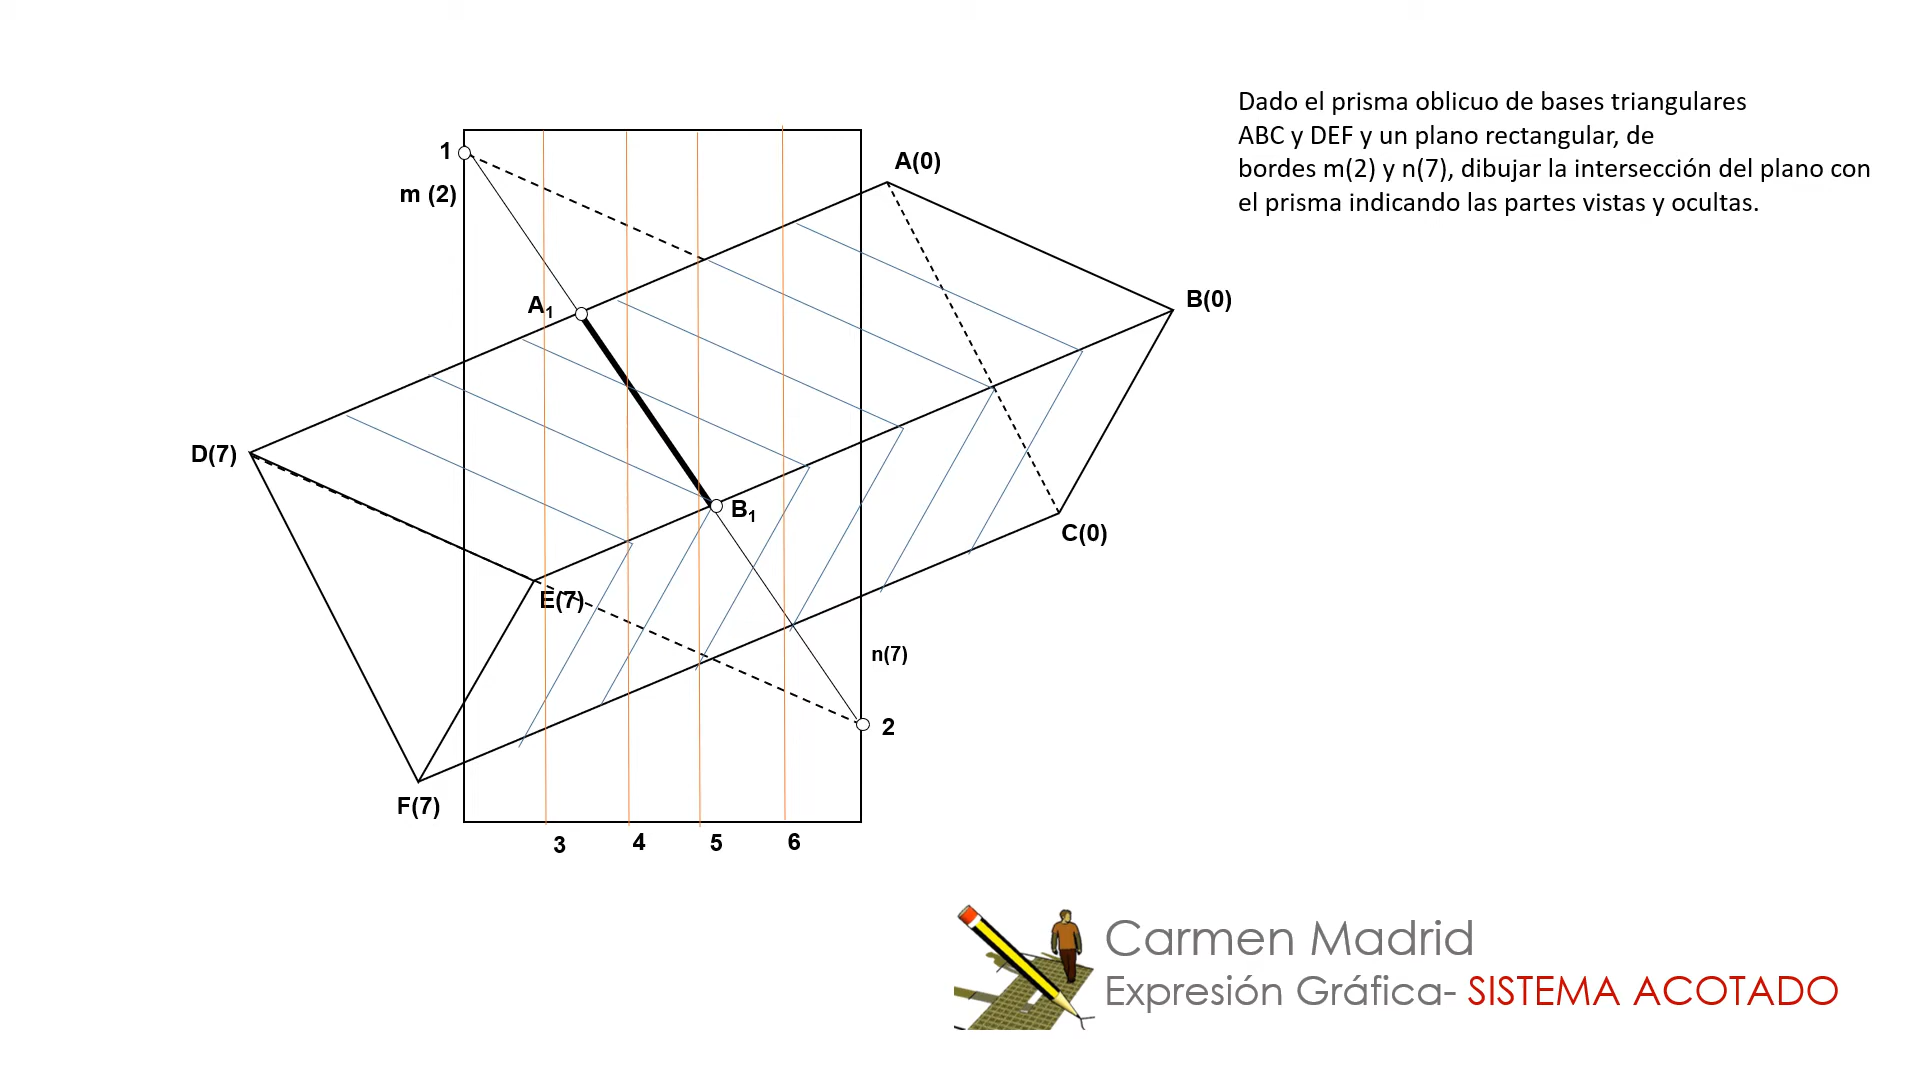 Dado el prisma oblicuo de bases triangulares
ABC y DEF y un plano rectangular, de
bordes m(2) y n(7), dibujar la intersección del plano con
el prisma indicando las partes vistas y ocultas.
1
m (2)
A(0)
B(0)
A₁
D(7)
B₁
C(0)
E(7)
n(7)
2
F(7)
3
4
5
6
Carmen Madrid
Expresión Gráfica- SISTEMA ACOTADO